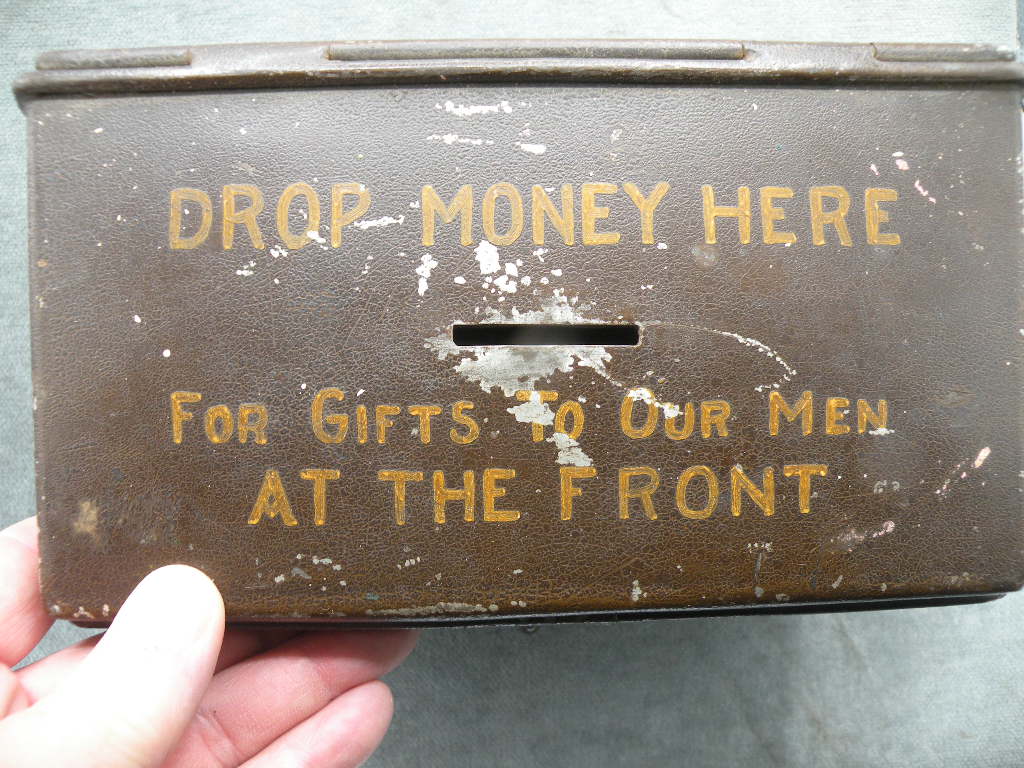 DROP MONEY HERE
FOR GIFTS TO OUR MEN
AT THE FRONT